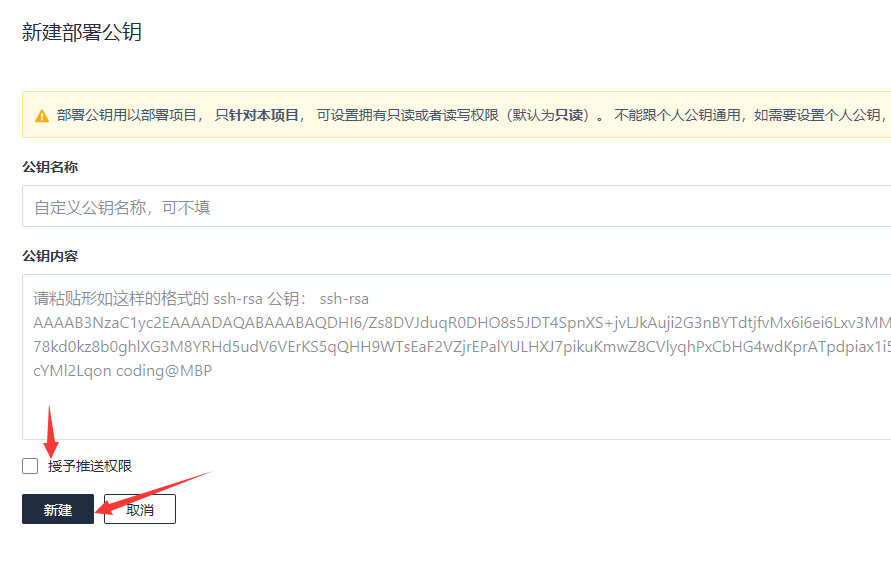 新建部署公钥
部署公钥用以部署项目， 只针对本项目， 可设置拥有只读或者读写权限（默认为只读）。 不能跟个人公钥通用，如需要设置个人公钥，
公钥名称
自定义公钥名称，可不填
公钥内容
请粘贴形如这样的格式的 ssh-rsa 公钥： ssh-rsa
AAAAB3NzaC1yc2EAAAADAQABAAABAQDHI6/Zs8DVJduqR0DHO8s5JDT4SpnXS+jvLJkAuji2G3nBYTdtjfvMx6i6ei6Lxv3MM
78kd0kz8b0ghlXG3M8YRHd5udV6VErKS5qQHH9WTsEaF2VZjrEPalYULHXJ7pikuKmwZ8CVlyqhPxCbHG4wdKprATpdpiax1i5
cYMl2Lqon coding@MBP
授予推送权限
新建 取消